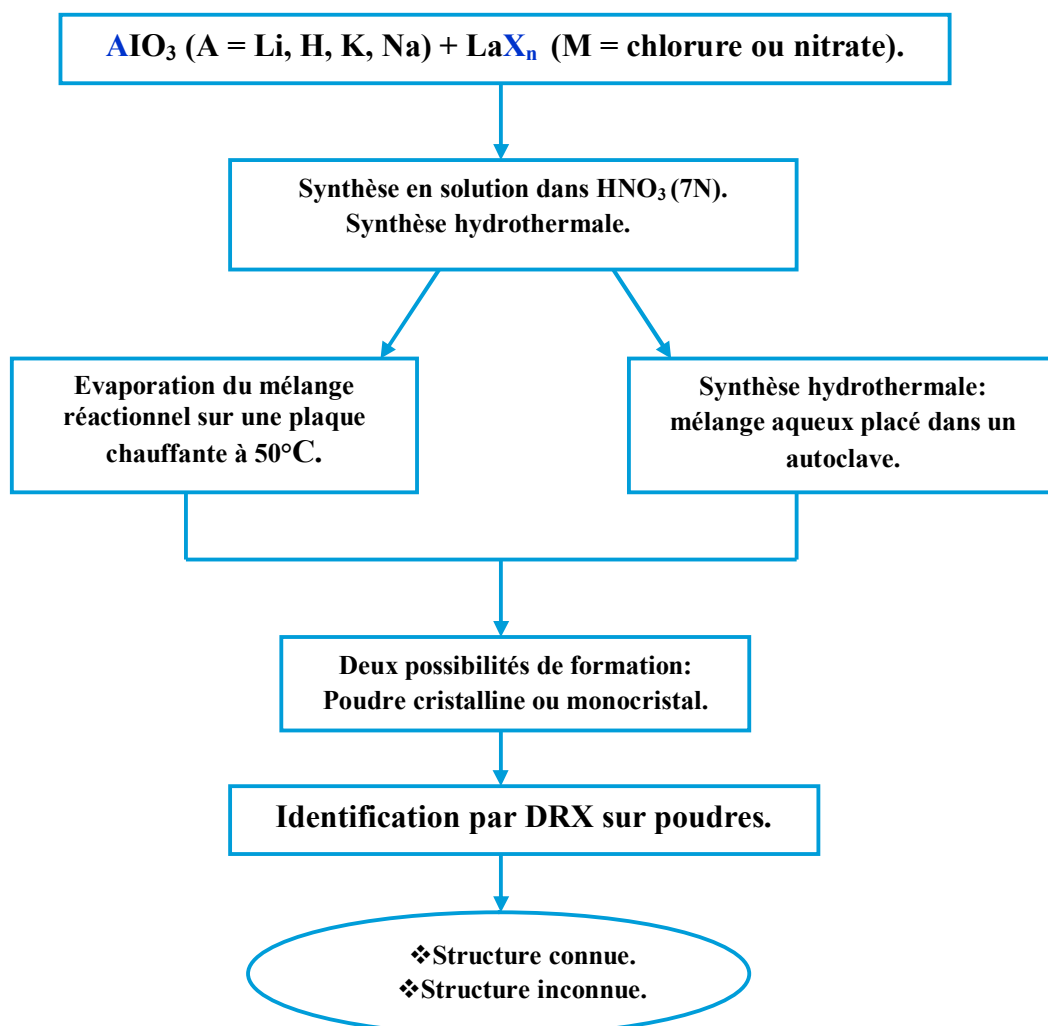 AIO₃ (A = Li, H, K, Na) + LaXₙ (M = chlorure ou nitrate).
Synthèse en solution dans HNO₃ (7N).
Synthèse hydrothermale.
Evaporation du mélange
réactionnel sur une plaque
chauffante à 50°C.
Synthèse hydrothermale:
mélange aqueux placé dans un
autoclave.
Deux possibilités de formation:
Poudre cristalline ou monocristal.
Identification par DRX sur poudres.
❖Structure connue.
❖Structure inconnue.